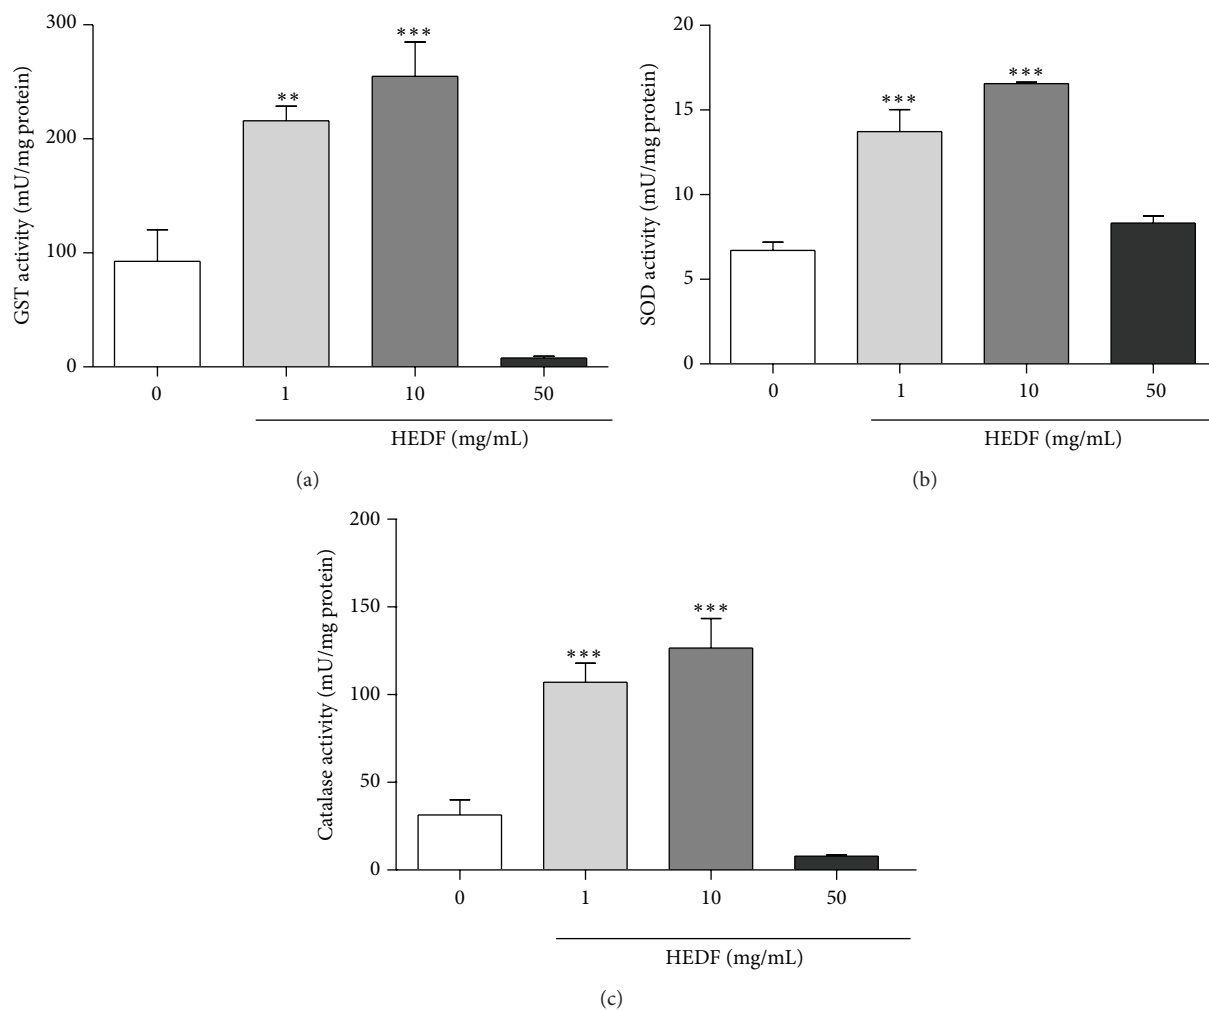 300
200
100
0
GST activity (mU/mg protein)
**
***
0 1 10 50
HEDF (mg/mL)
(a)
20
15
10
5
0
SOD activity (mU/mg protein)
***
***
0 1 10 50
HEDF (mg/mL)
(b)
200
150
100
50
0
Catalase activity (mU/mg protein)
***
***
0 1 10 50
HEDF (mg/mL)
(c)